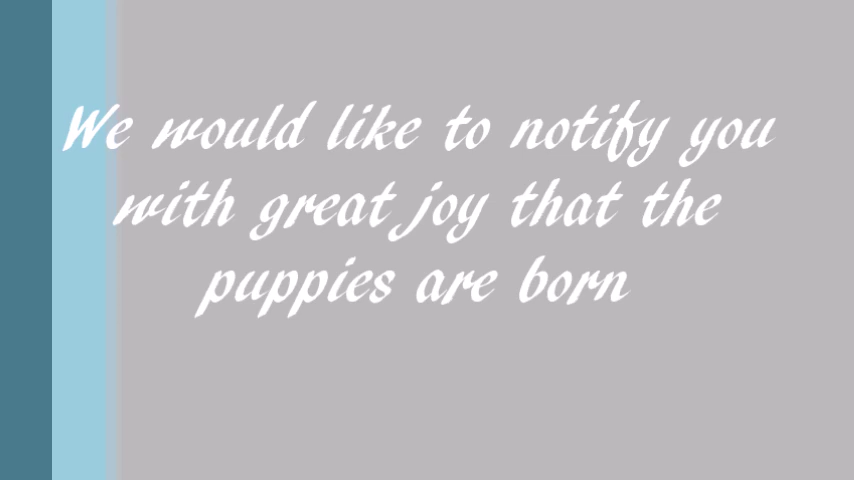 We would like to notify you
with great joy that the
puppies are born